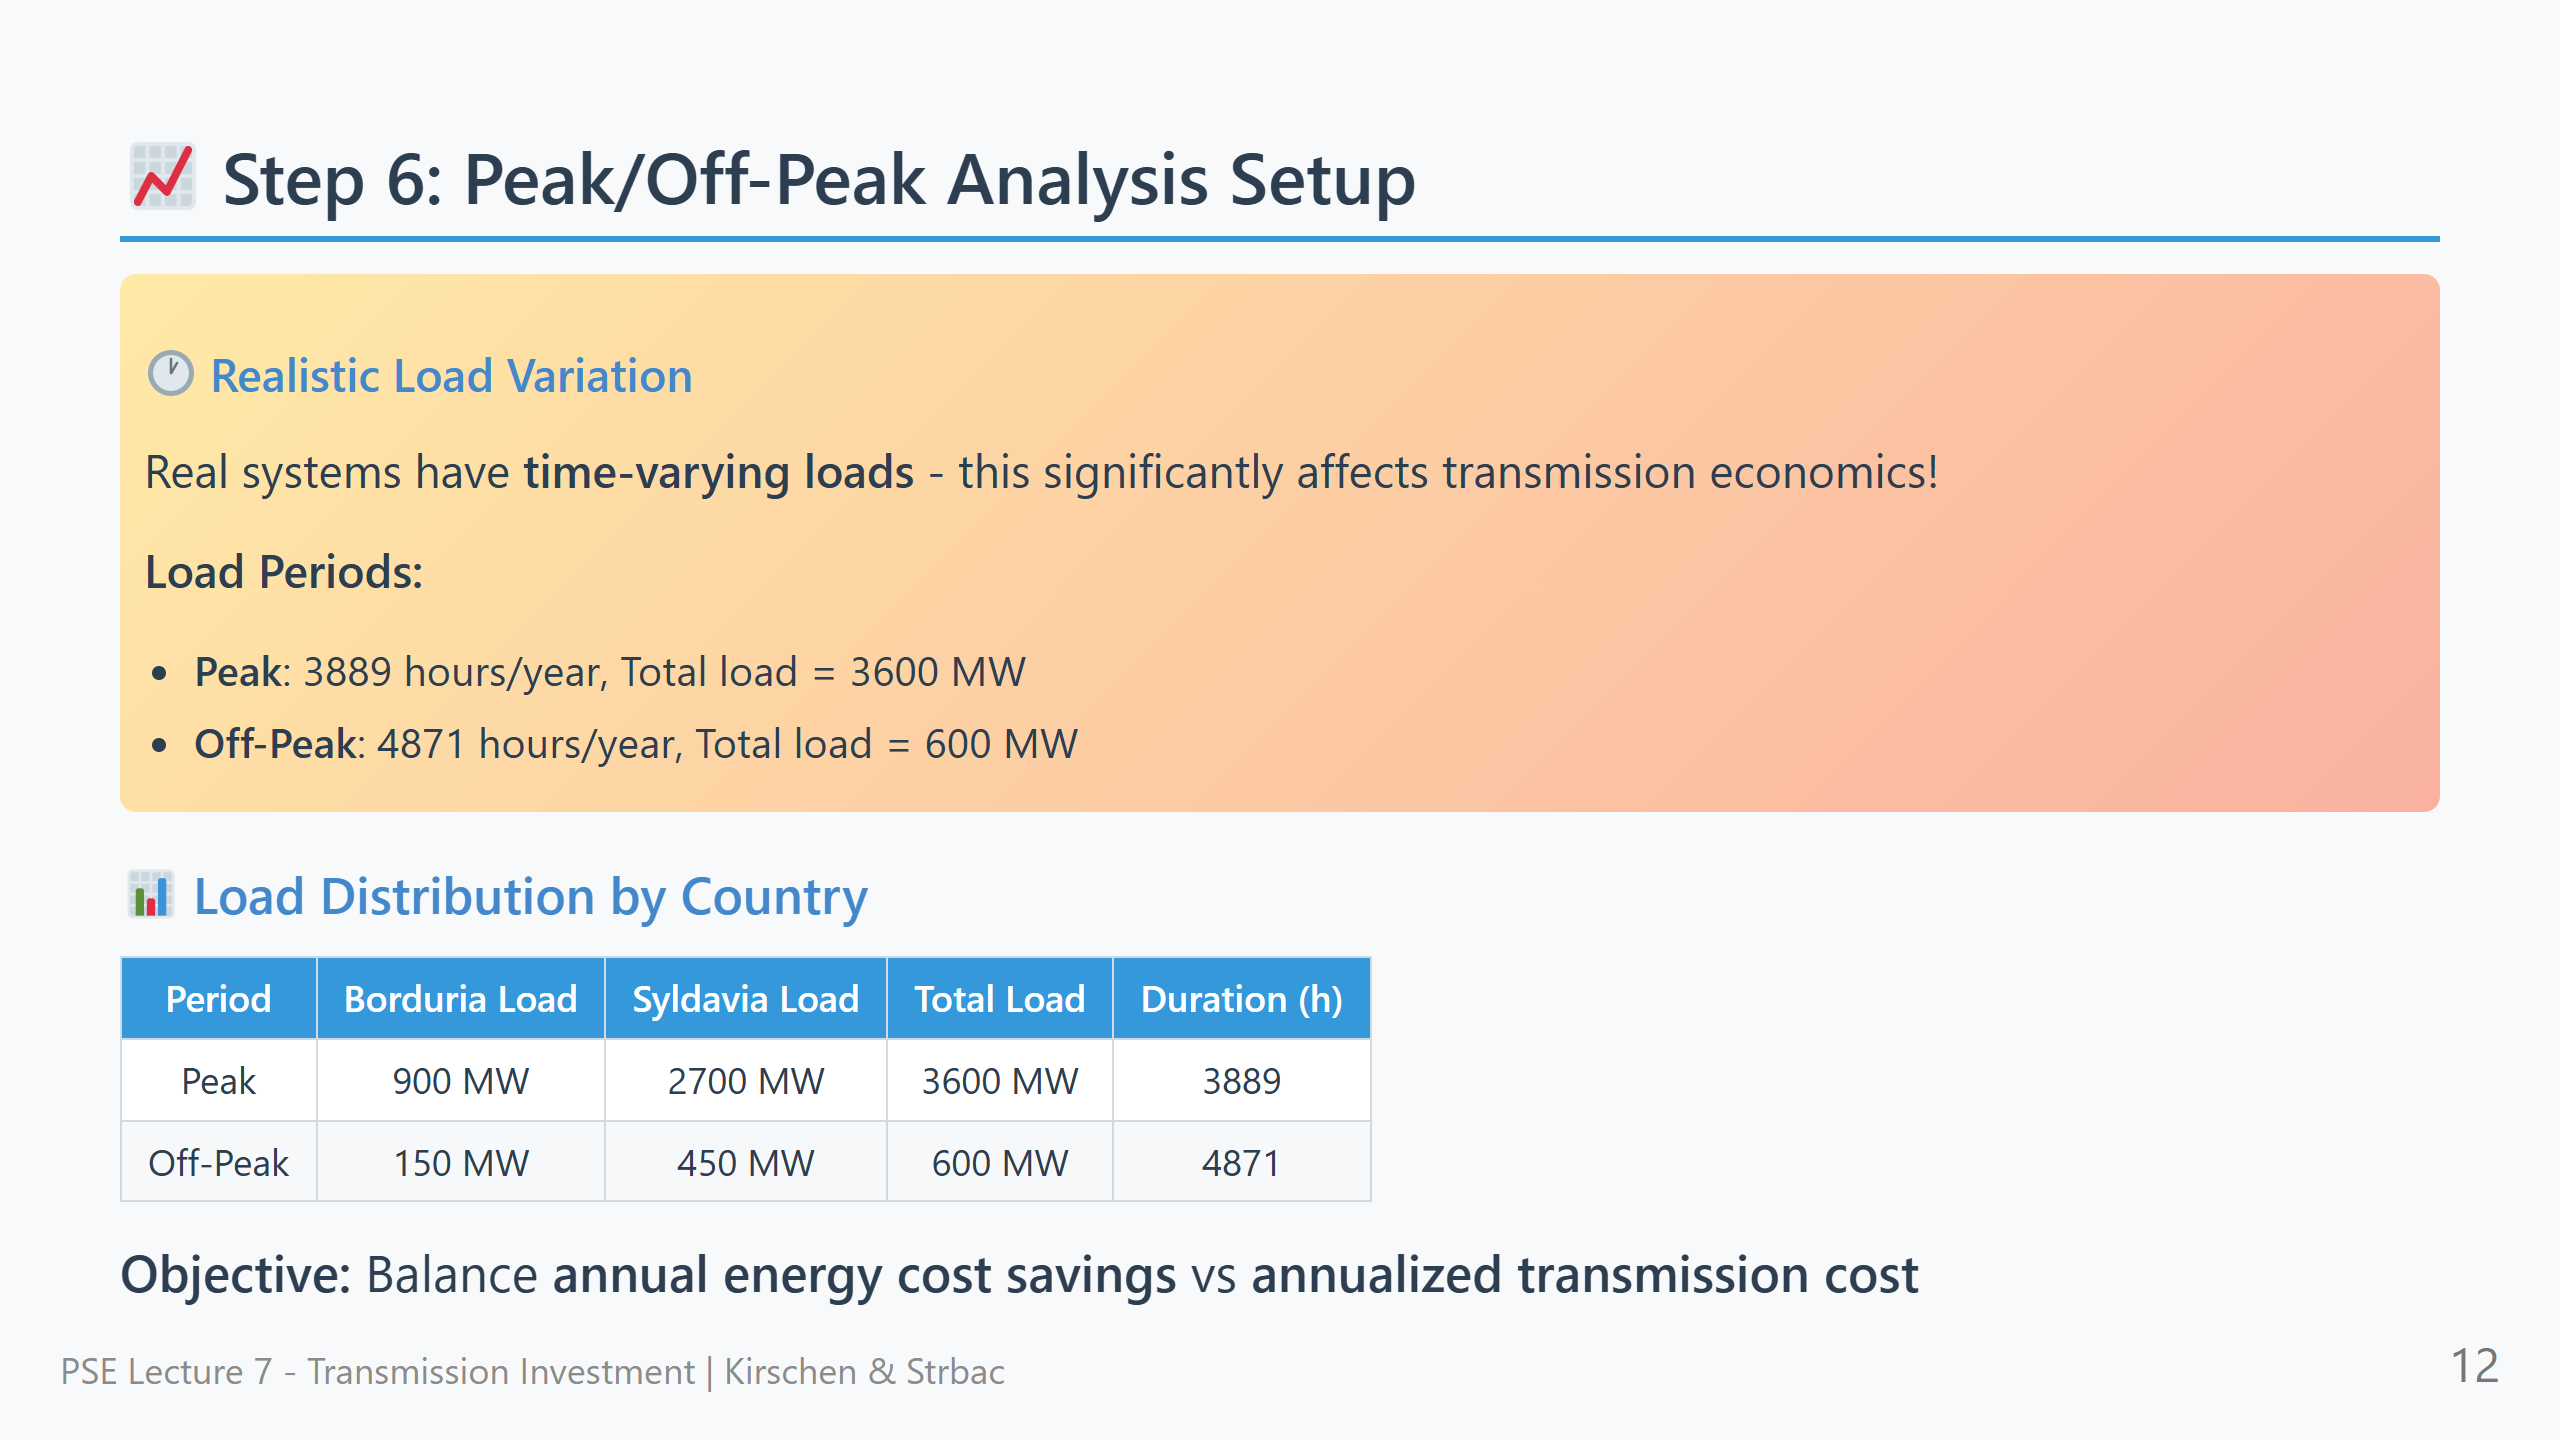 Step 6: Peak/Off-Peak Analysis Setup
Realistic Load Variation
Real systems have time-varying loads - this significantly affects transmission economics!
Load Periods:
• Peak: 3889 hours/year, Total load = 3600 MW
• Off-Peak: 4871 hours/year, Total load = 600 MW
Load Distribution by Country
Period Borduria Load Syldavia Load Total Load Duration (h)
Peak 900 MW 2700 MW 3600 MW 3889
Off-Peak 150 MW 450 MW 600 MW 4871
Objective: Balance annual energy cost savings vs annualized transmission cost
PSE Lecture 7 - Transmission Investment | Kirschen & Strbac
12